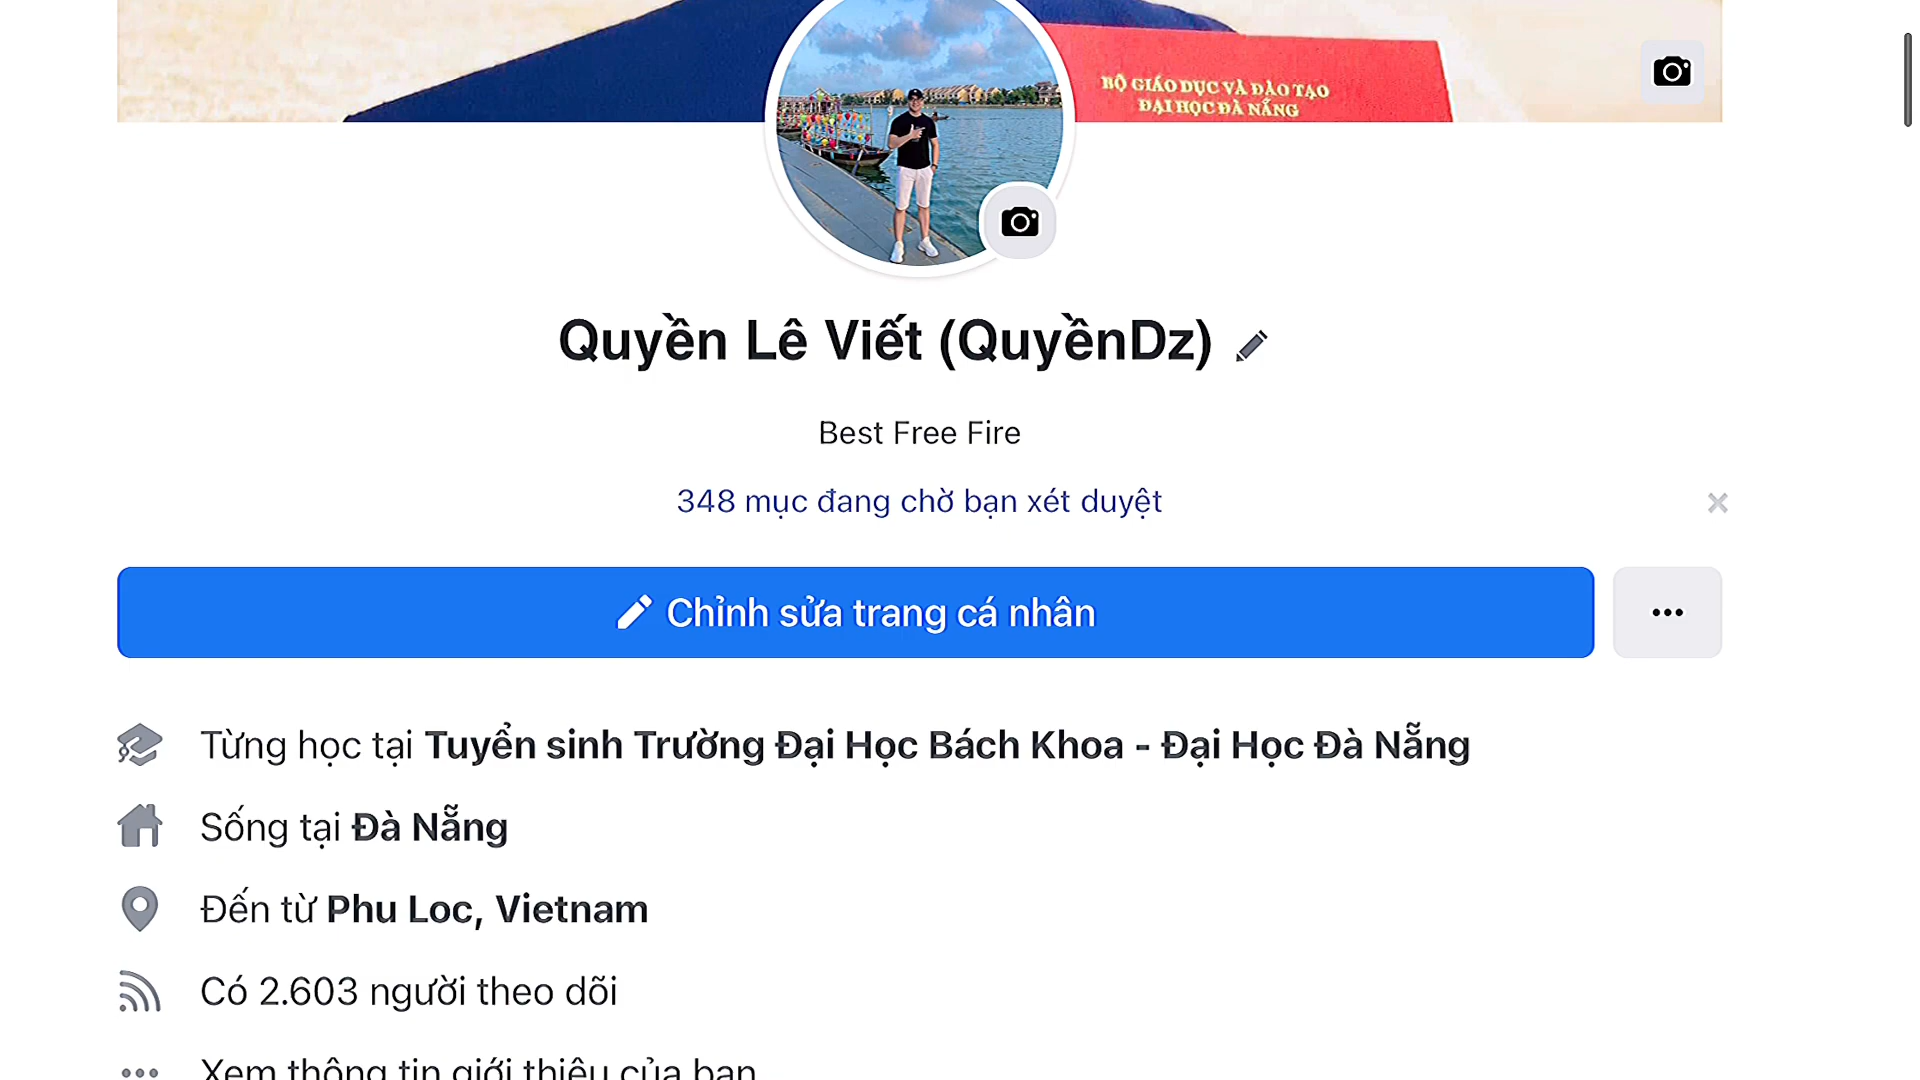 BỘ GIÁO DỤC VÀ ĐÀO TẠO
ĐẠI HỌC ĐÀ NẴNG
Quyền Lê Viết (QuyềnDz)
Best Free Fire
348 mục đang chờ bạn xét duyệt
Chỉnh sửa trang cá nhân
Từng học tại Tuyển sinh Trường Đại Học Bách Khoa - Đại Học Đà Nẵng
Sống tại Đà Nẵng
Đến từ Phu Loc, Vietnam
Có 2.603 người theo dõi
Xem thông tin giới thiệu của bạn